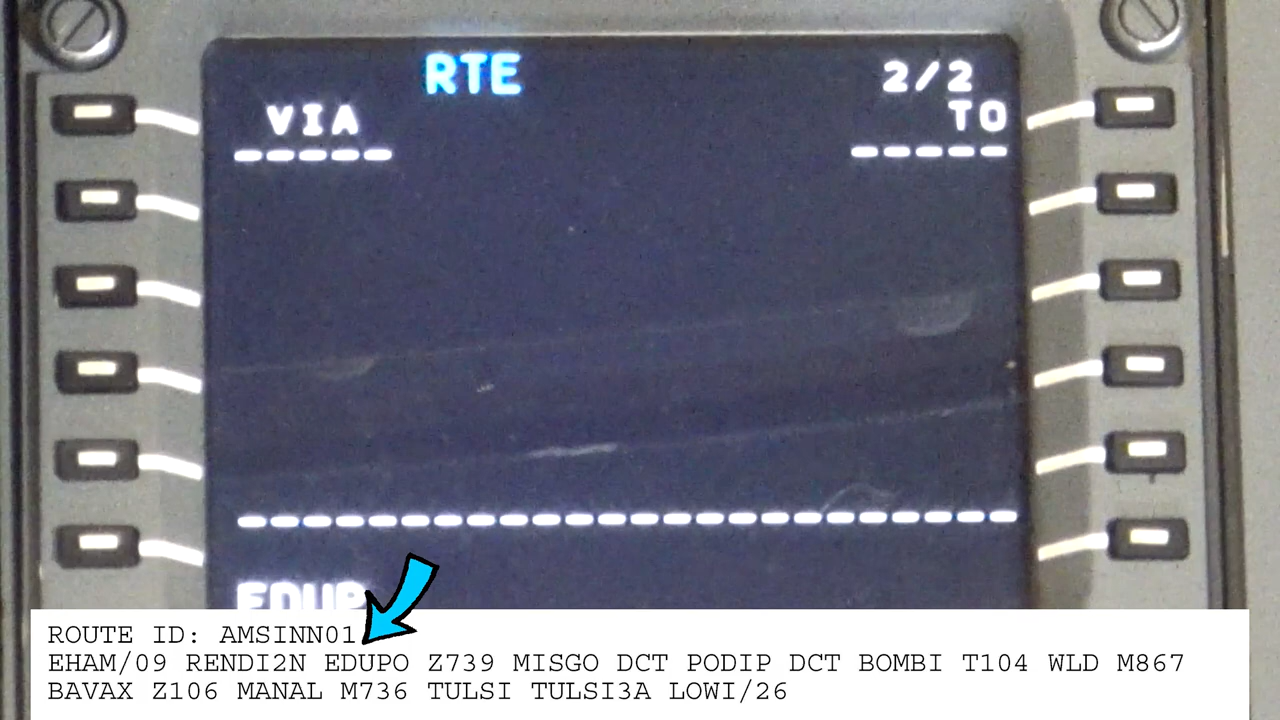 RTE 2/2
VIA TO
----- -----
------------------------
EDUP
ROUTE ID: AMSINN01
EHAM/09 RENDI2N EDUPO Z739 MISGO DCT PODIP DCT BOMBI T104 WLD M867
BAVAX Z106 MANAL M736 TULSI TULSI3A LOWI/26